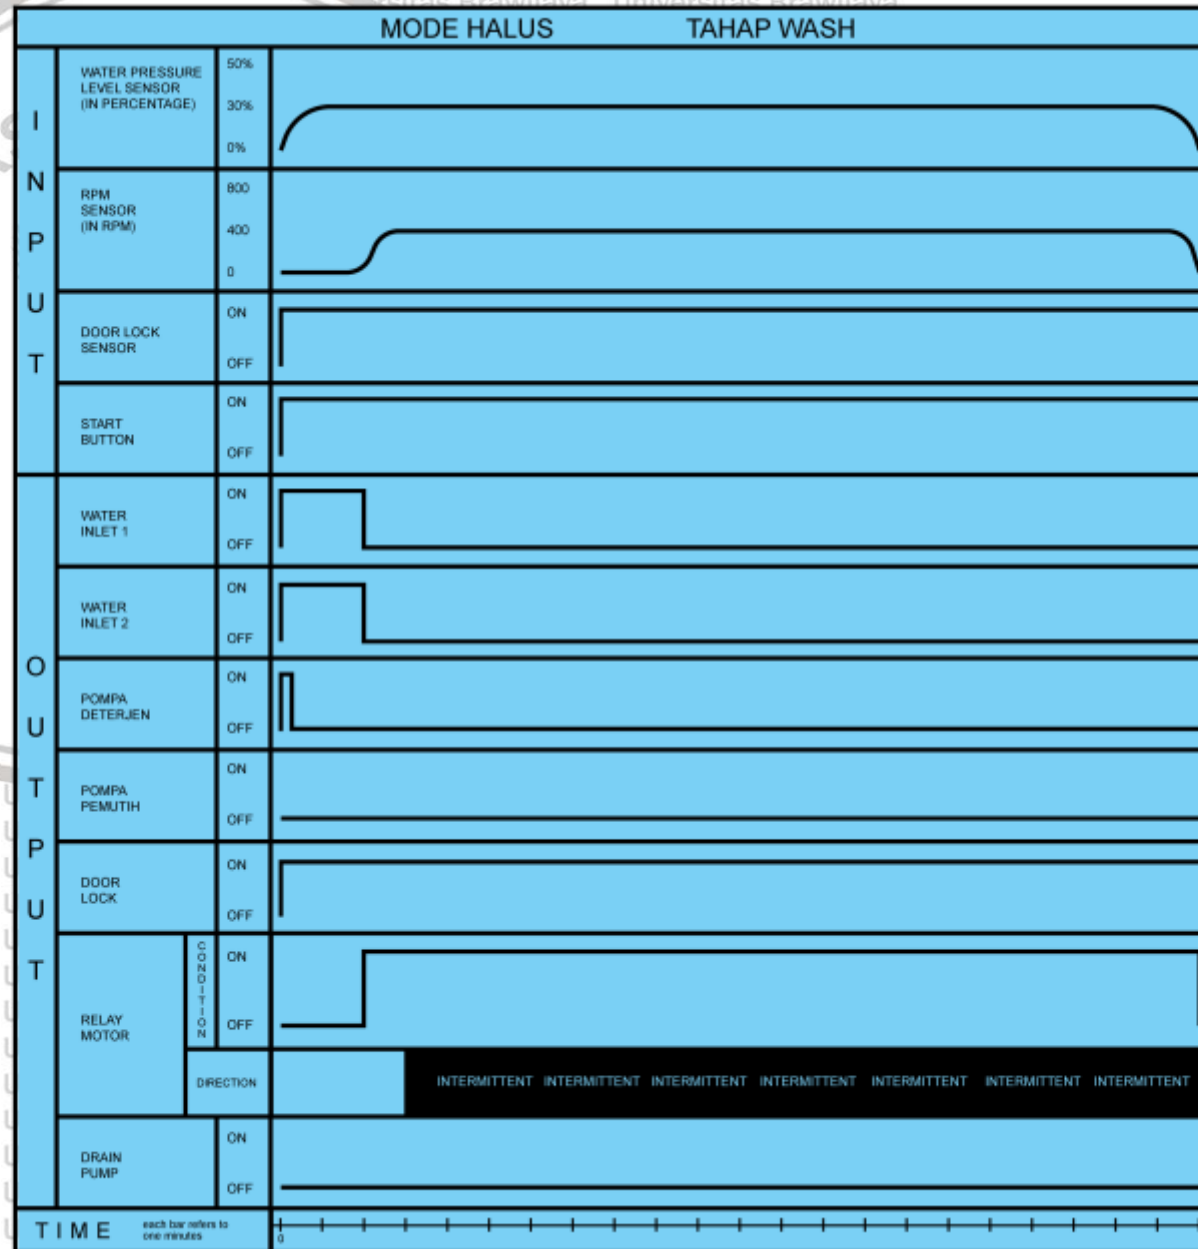 MODE HALUS TAHAP WASH
INPUT
WATER PRESSURE
LEVEL SENSOR
(IN PERCENTAGE)
50%
30%
0%
RPM
SENSOR
(IN RPM)
800
400
0
DOOR LOCK
SENSOR
ON
OFF
START
BUTTON
ON
OFF
OUTPUT
WATER
INLET 1
ON
OFF
WATER
INLET 2
ON
OFF
POMPA
DETERJEN
ON
OFF
POMPA
PEMUTIH
ON
OFF
DOOR
LOCK
ON
OFF
RELAY
MOTOR
CONDITION
ON
OFF
DIRECTION
INTERMITTENT INTERMITTENT INTERMITTENT INTERMITTENT INTERMITTENT INTERMITTENT INTERMITTENT
DRAIN
PUMP
ON
OFF
TIME
each bar refers to
one minutes
0